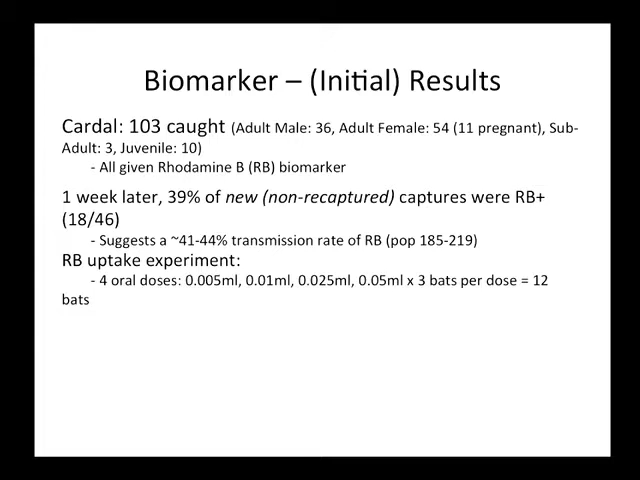 Biomarker – (Initial) Results
Cardal: 103 caught (Adult Male: 36, Adult Female: 54 (11 pregnant), Sub-
Adult: 3, Juvenile: 10)
- All given Rhodamine B (RB) biomarker
1 week later, 39% of new (non-recaptured) captures were RB+
(18/46)
- Suggests a ~41-44% transmission rate of RB (pop 185-219)
RB uptake experiment:
- 4 oral doses: 0.005ml, 0.01ml, 0.025ml, 0.05ml x 3 bats per dose = 12
bats